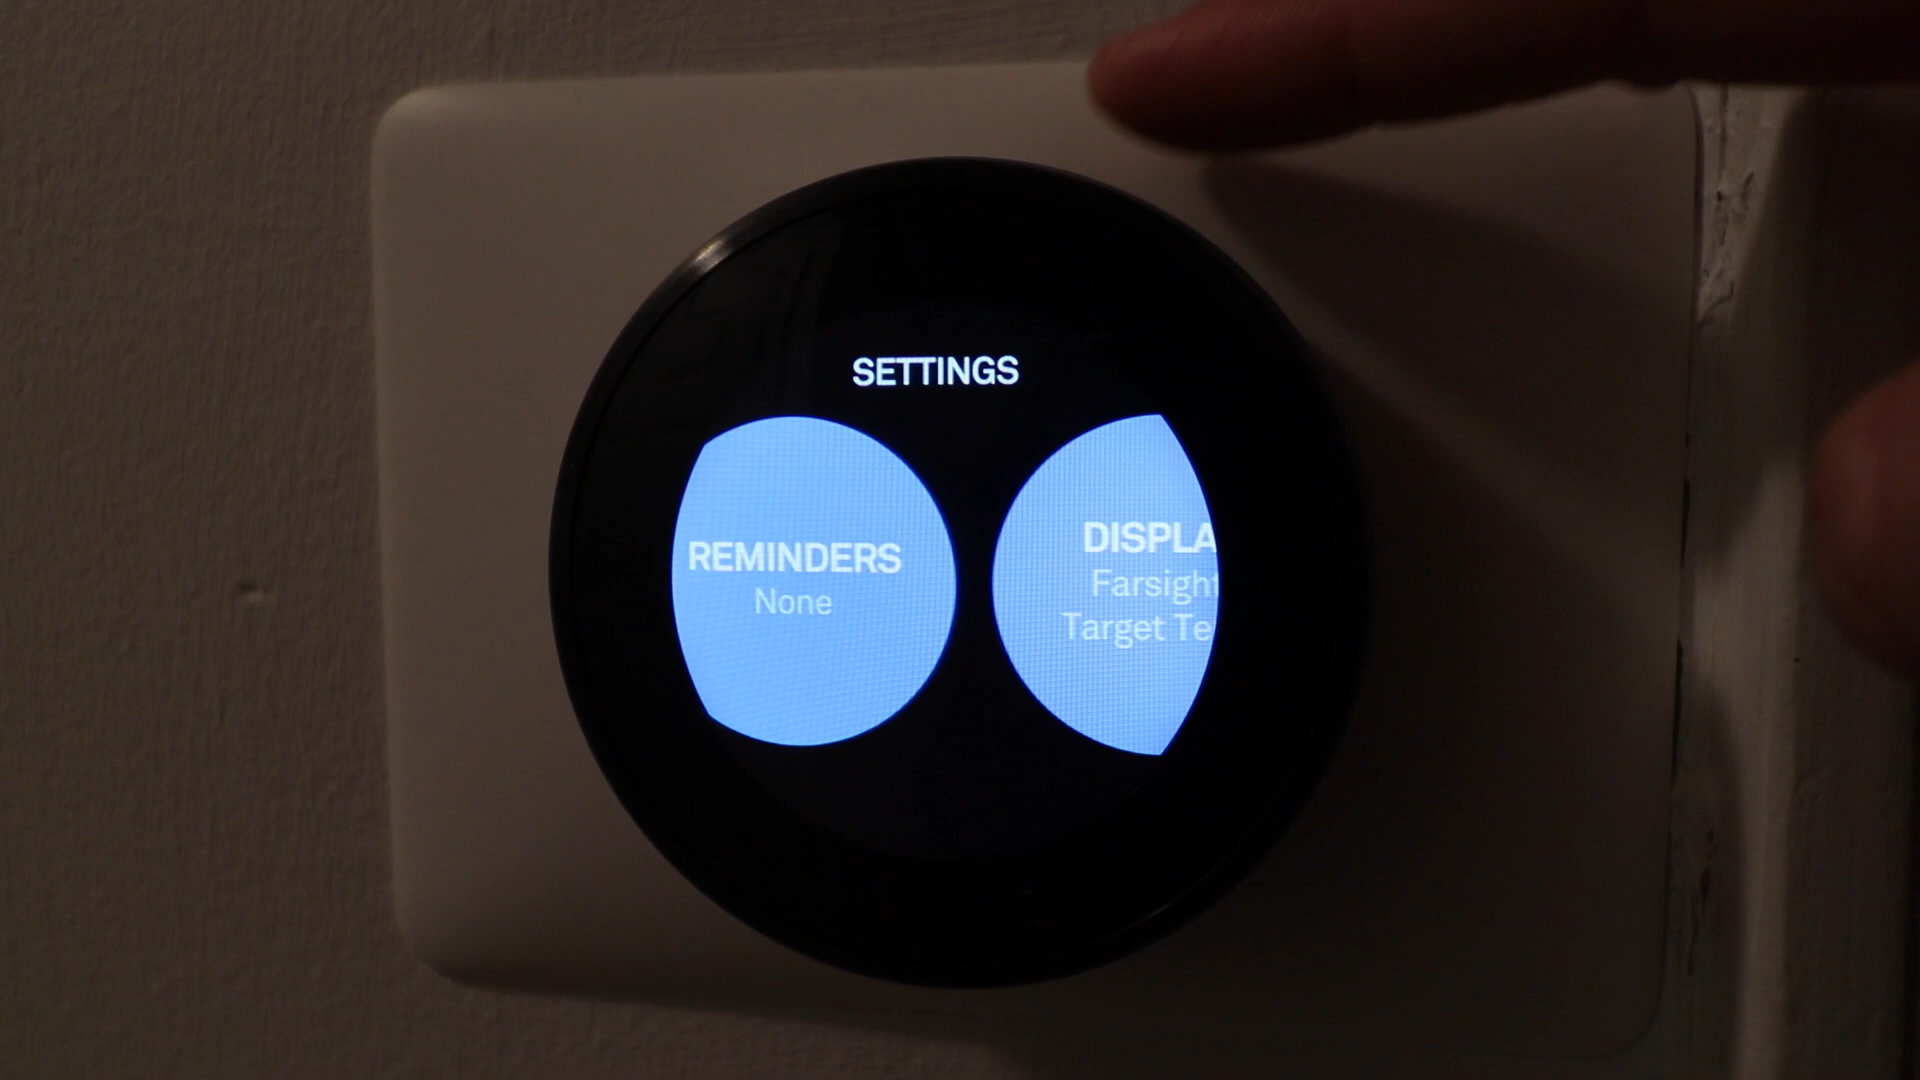 SETTINGS
REMINDERS
None
DISPLA
Farsight
Target Te